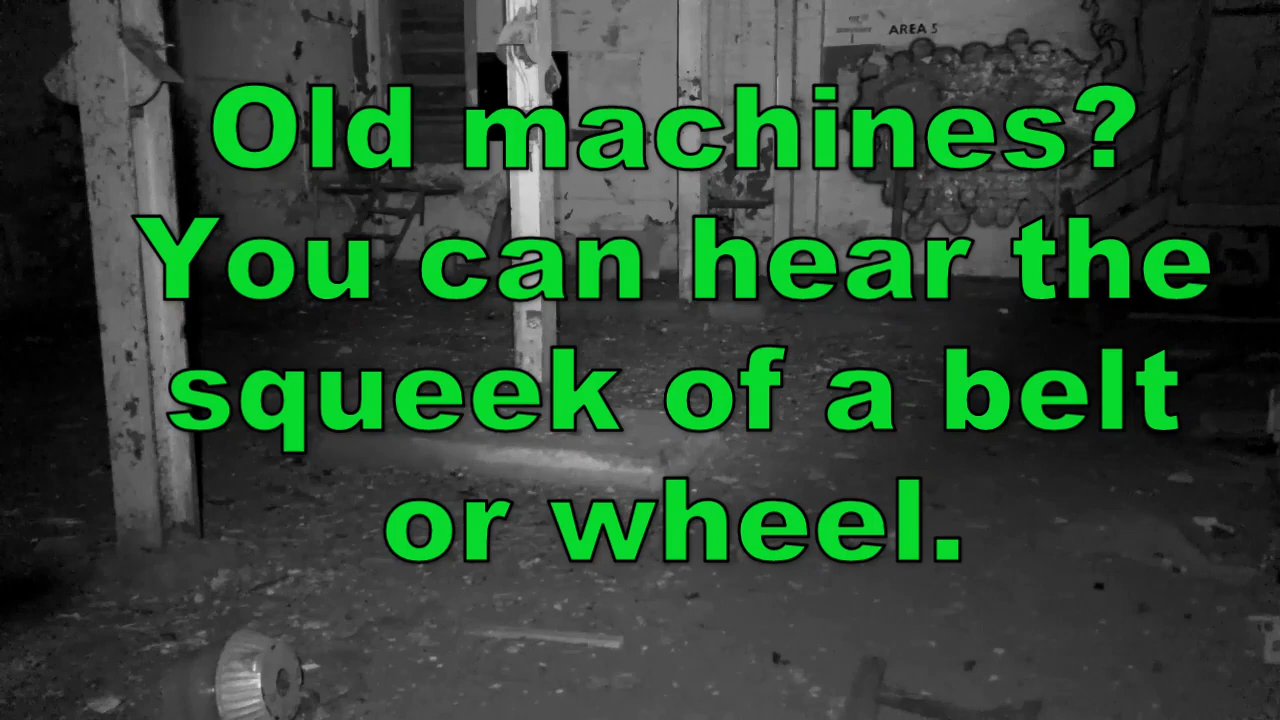 AREA 5
Old machines?
You can hear the
squeek of a belt
or wheel.